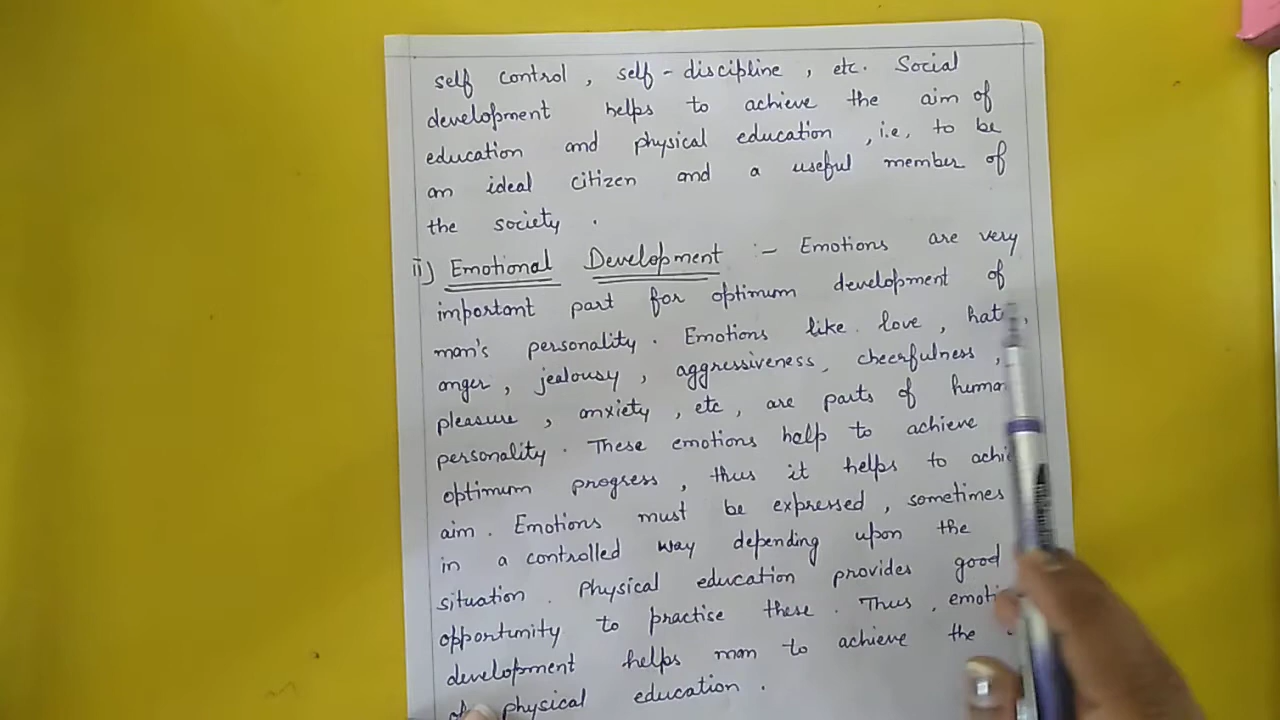 self control , self - discipline , etc. Social
development helps to achieve the aim of
education and physical education , i.e, to be
an ideal citizen and a useful member of
the society .
ii) Emotional Development :- Emotions are very
important part for optimum development of
man's personality . Emotions like love ,
anger , jealousy , aggressiveness , cheerfulness ,
pleasure , anxiety , etc , are parts of human
personality . These emotions help to achieve
optimum progress , thus it helps to
aim . Emotions must be expressed , sometimes
in a controlled way depending upon the
situation . Physical education provides good
opportunity to practise these . Thus ,
development helps man to achieve the
of physical education .